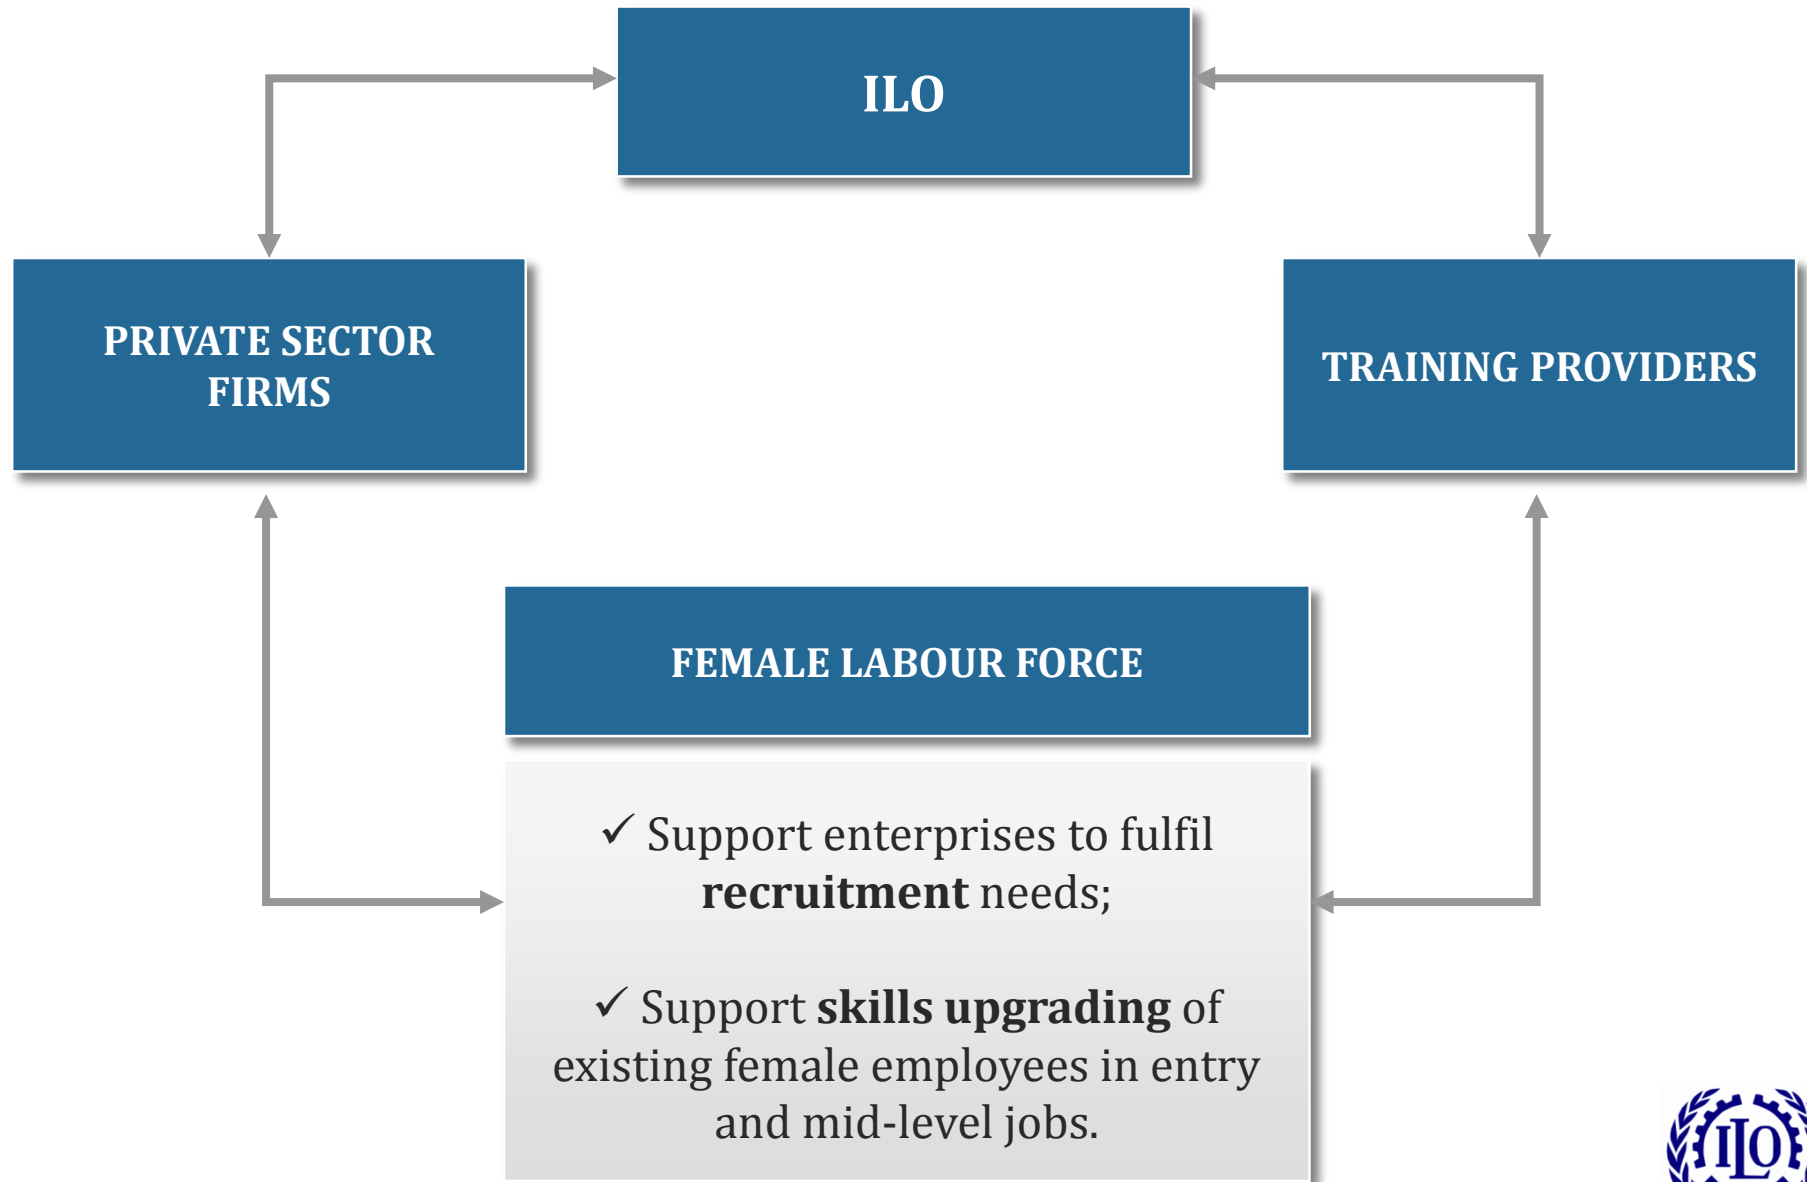 ILO
PRIVATE SECTOR
FIRMS
TRAINING PROVIDERS
FEMALE LABOUR FORCE
✓ Support enterprises to fulfil
recruitment needs;
✓ Support skills upgrading of
existing female employees in entry
and mid-level jobs.
ILO